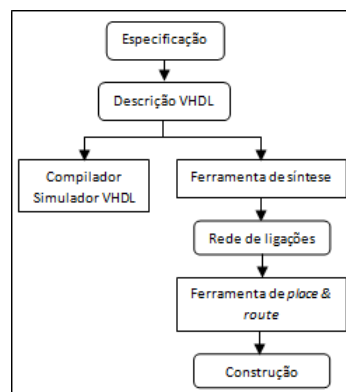 Especificação
Descrição VHDL
Compilador
Simulador VHDL
Ferramenta de síntese
Rede de ligações
Ferramenta de place &
route
Construção